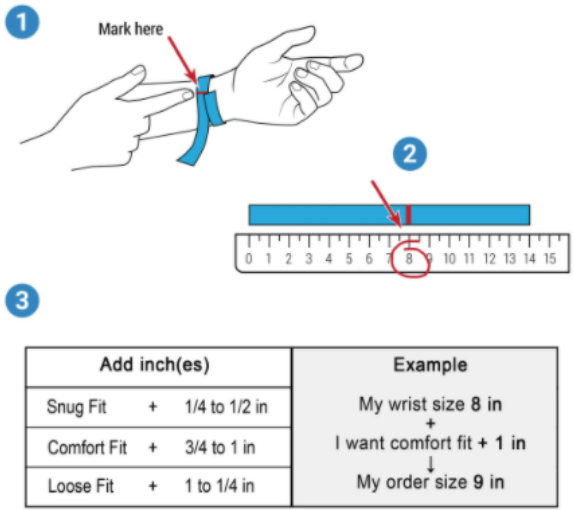 1
Mark here
2
0 1 2 3 4 5 6 7 8 9 10 11 12 13 14 15
3
Add inch(es)
Example
Snug Fit + 1/4 to 1/2 in
Comfort Fit + 3/4 to 1 in
Loose Fit + 1 to 1/4 in
My wrist size 8 in
+
I want comfort fit + 1 in
↓
My order size 9 in